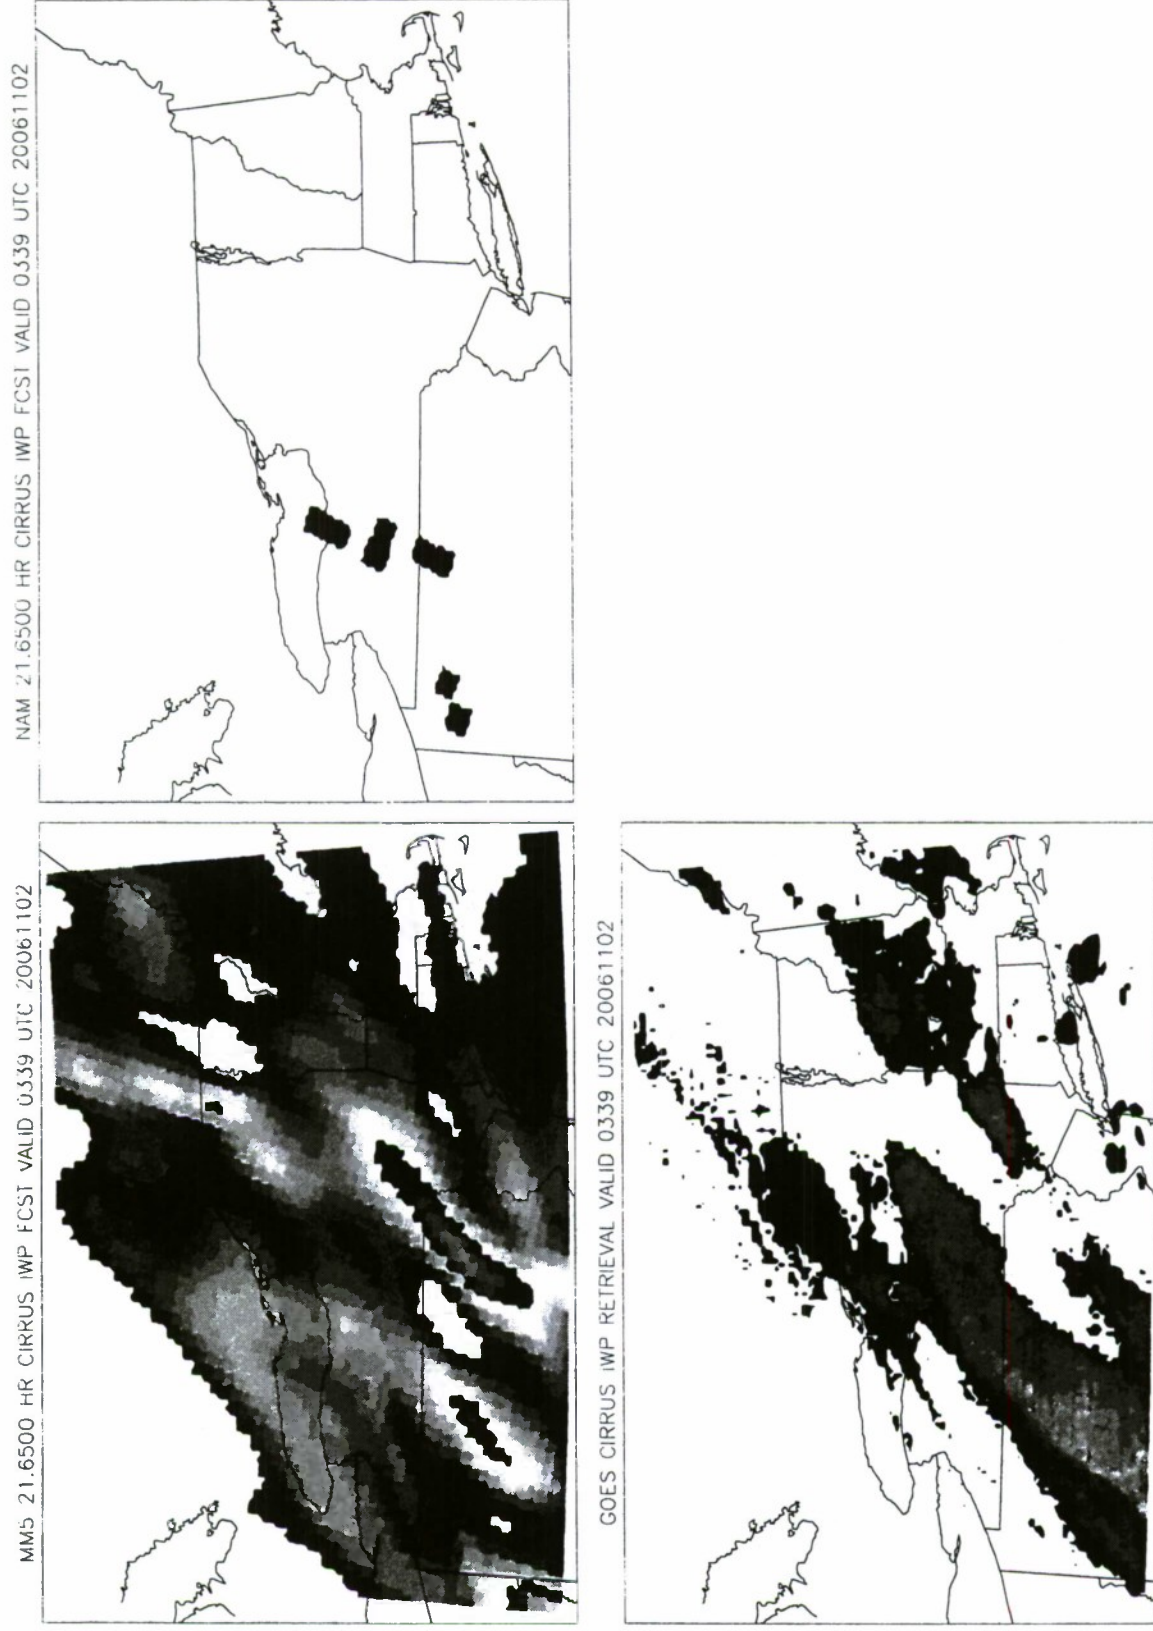 MM5 21.6500 HR CIRRUS IWP FCST VALID 0339 UTC 20061102
NAM 21.6500 HR CIRRUS IWP FCST VALID 0339 UTC 20061102
GOES CIRRUS IWP RETRIEVAL VALID 0339 UTC 20061102